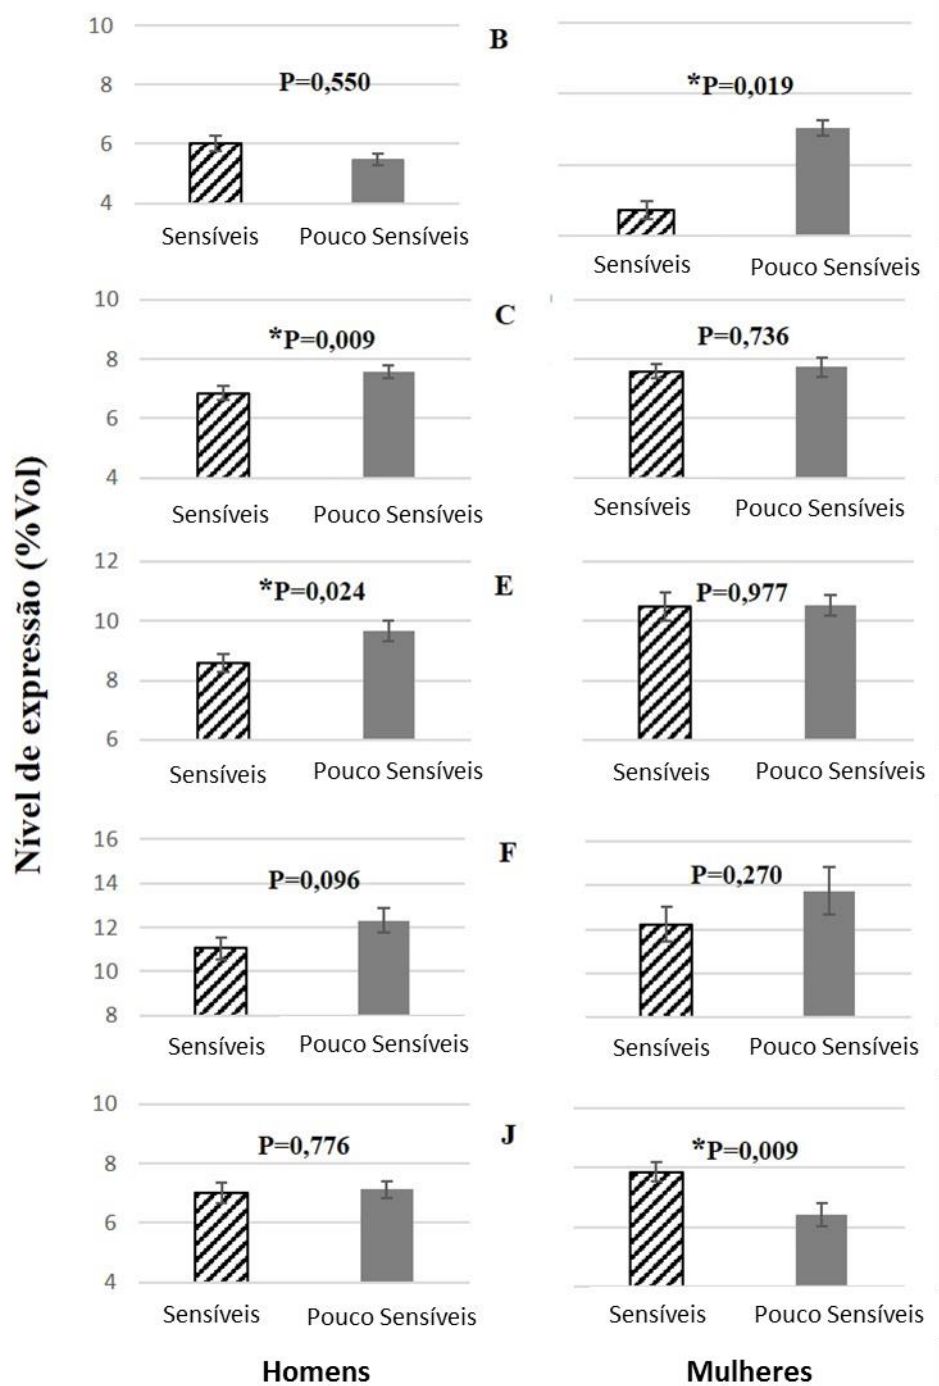 Nível de expressão (%Vol)
10
8
6
4
P=0,550
Sensíveis Pouco Sensíveis
B
*P=0,019
Sensíveis Pouco Sensíveis
10
8
6
4
*P=0,009
Sensíveis Pouco Sensíveis
C
P=0,736
Sensíveis Pouco Sensíveis
12
10
8
6
*P=0,024
Sensíveis Pouco Sensíveis
E
P=0,977
Sensíveis Pouco Sensíveis
16
14
12
10
8
P=0,096
Sensíveis Pouco Sensíveis
F
P=0,270
Sensíveis Pouco Sensíveis
10
8
6
4
P=0,776
Sensíveis Pouco Sensíveis
J
*P=0,009
Sensíveis Pouco Sensíveis
Homens Mulheres